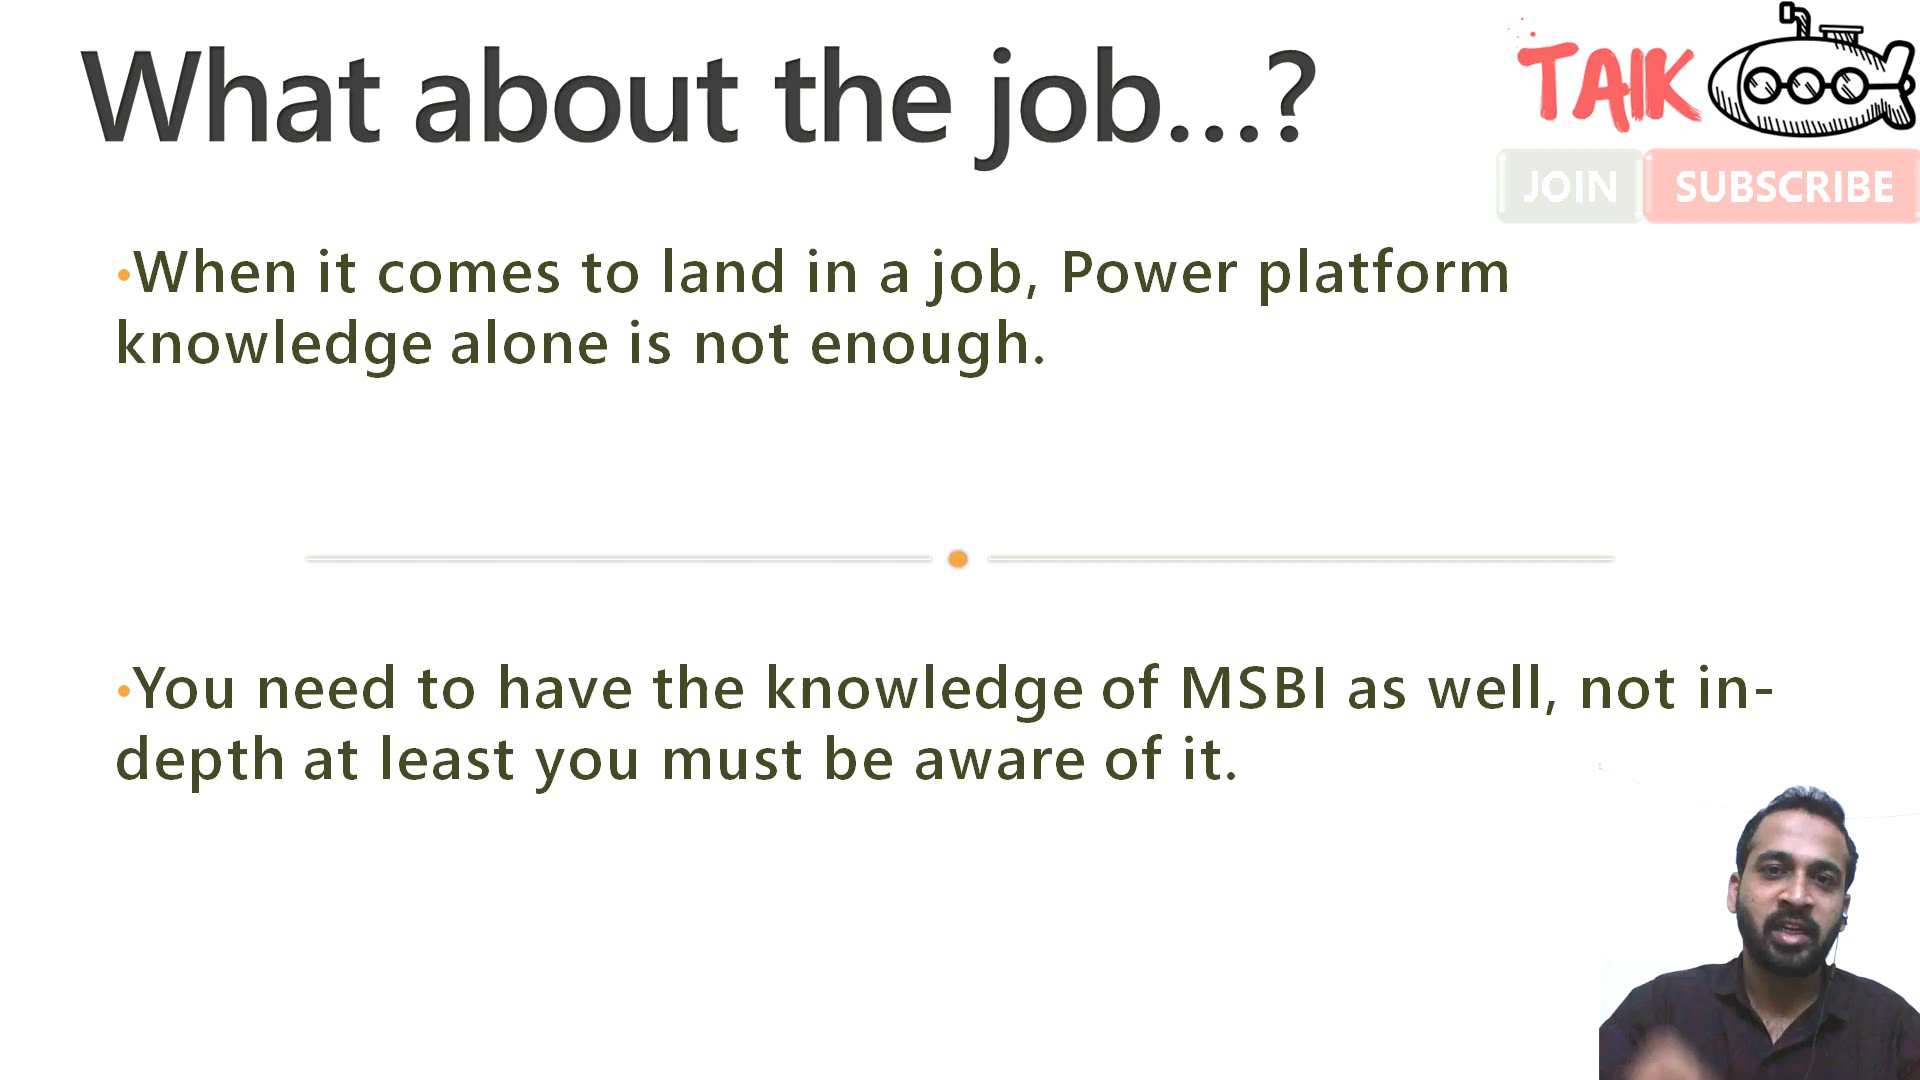 What about the job...?
TAIK
JOIN SUBSCRIBE
•When it comes to land in a job, Power platform
knowledge alone is not enough.
•You need to have the knowledge of MSBI as well, not in-
depth at least you must be aware of it.